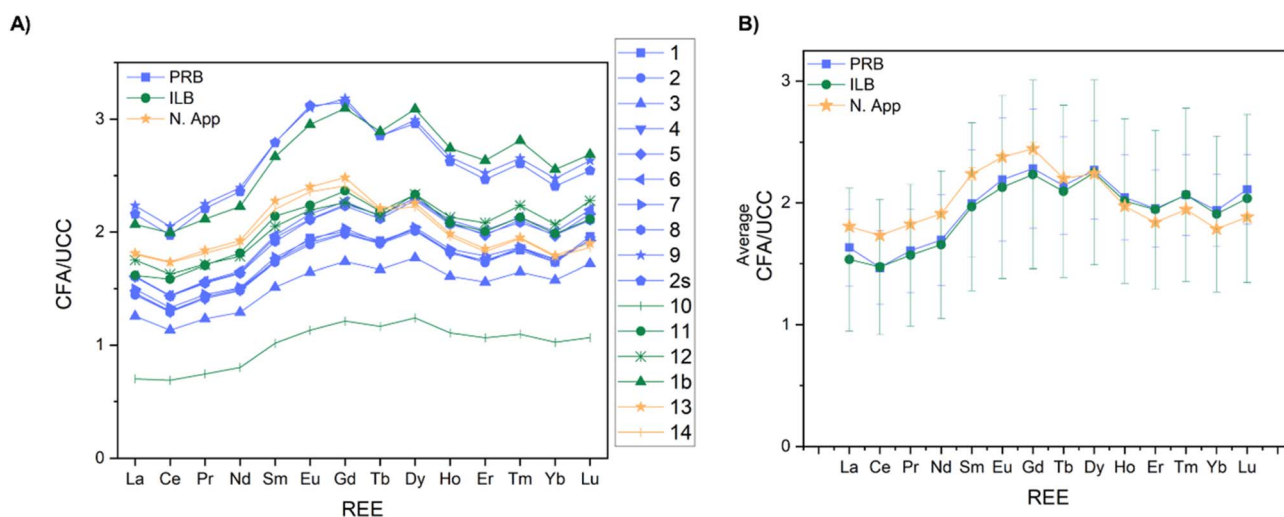 A)
PRB
ILB
N. App
CFA/UCC
3
2
1
0
La Ce Pr Nd Sm Eu Gd Tb Dy Ho Er Tm Yb Lu
REE
1
2
3
4
5
6
7
8
9
2s
10
11
12
1b
13
14
B)
PRB
ILB
N. App
Average
CFA/UCC
3
2
1
0
La Ce Pr Nd Sm Eu Gd Tb Dy Ho Er Tm Yb Lu
REE